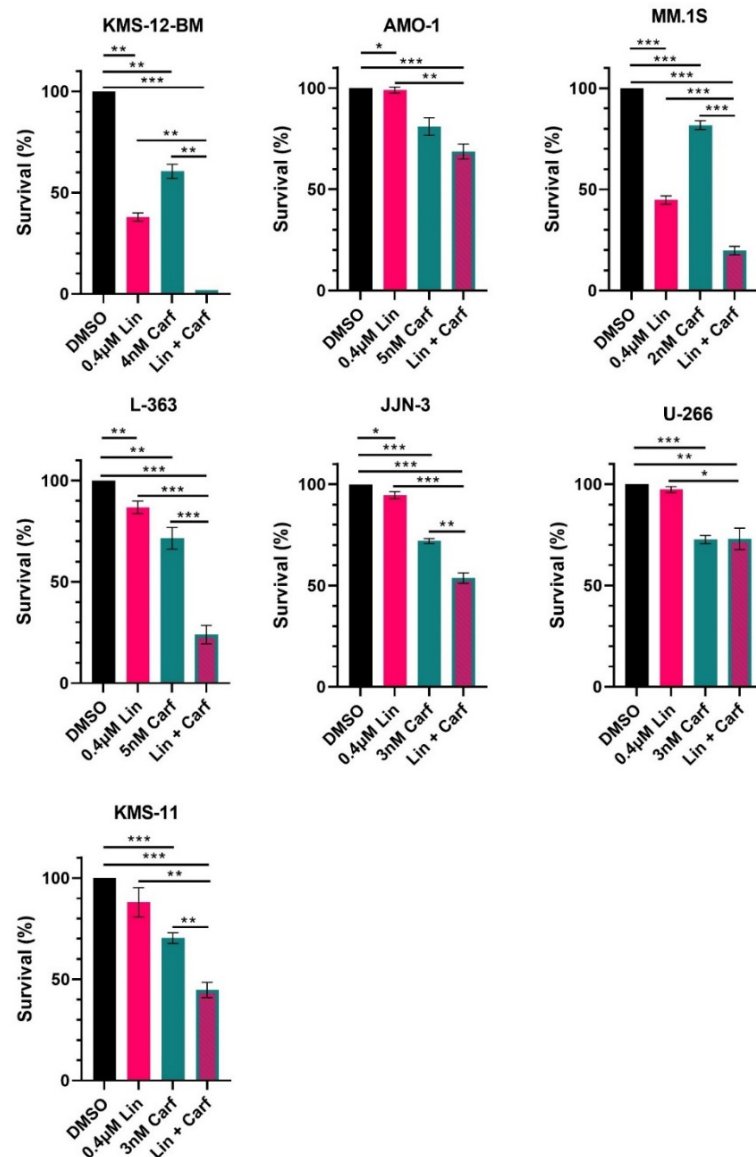 KMS-12-BM
**
**
***
**
**
Survival (%)
100
50
0
DMSO
0.4µM Lin
4nM Carf
Lin + Carf
AMO-1
*
***
**
Survival (%)
100
50
0
DMSO
0.4µM Lin
5nM Carf
Lin + Carf
MM.1S
***
***
***
***
***
Survival (%)
100
50
0
DMSO
0.4µM Lin
2nM Carf
Lin + Carf
L-363
**
**
***
***
***
Survival (%)
100
50
0
DMSO
0.4µM Lin
5nM Carf
Lin + Carf
JJN-3
*
***
***
***
**
Survival (%)
100
50
0
DMSO
0.4µM Lin
3nM Carf
Lin + Carf
U-266
***
**
*
Survival (%)
100
50
0
DMSO
0.4µM Lin
3nM Carf
Lin + Carf
KMS-11
***
***
**
**
Survival (%)
100
50
0
DMSO
0.4µM Lin
3nM Carf
Lin + Carf